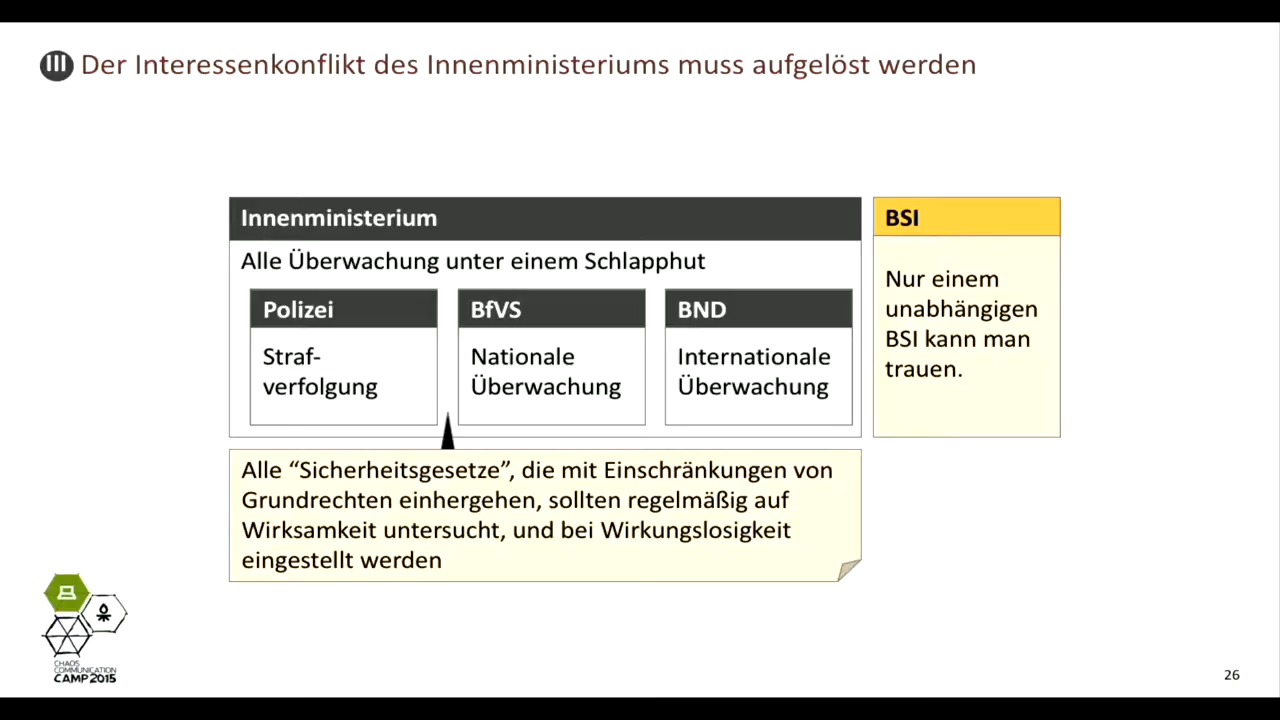 III Der Interessenkonflikt des Innenministeriums muss aufgelöst werden
Innenministerium
Alle Überwachung unter einem Schlapphut
Polizei
Straf-
verfolgung
BfVS
Nationale
Überwachung
BND
Internationale
Überwachung
BSI
Nur einem
unabhängigen
BSI kann man
trauen.
Alle “Sicherheitsgesetze”, die mit Einschränkungen von
Grundrechten einhergehen, sollten regelmäßig auf
Wirksamkeit untersucht, und bei Wirkungslosigkeit
eingestellt werden
CHAOS
COMMUNICATION
CAMP 2015
26